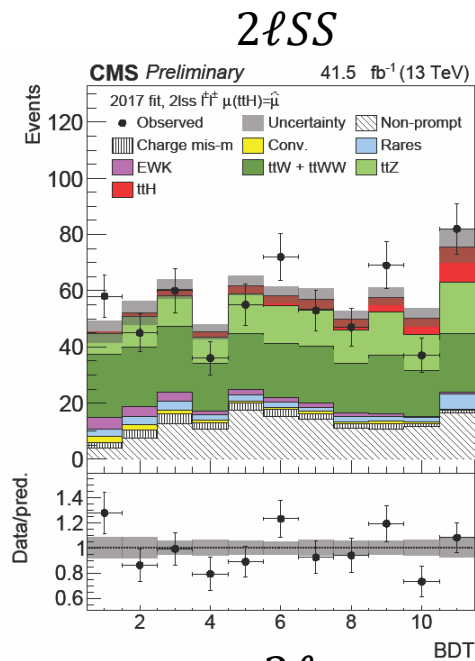 2ℓSS
CMS Preliminary 41.5 fb⁻¹ (13 TeV)
Events
2017 fit, 2lss l±l± μ(ttH)=μ̂
Observed Uncertainty Non-prompt
Charge mis-m Conv. Rares
EWK ttW + ttWW ttZ
ttH
120
100
80
60
40
20
0
Data/pred.
1.4
1.2
1
0.8
0.6
2 4 6 8 10
BDT